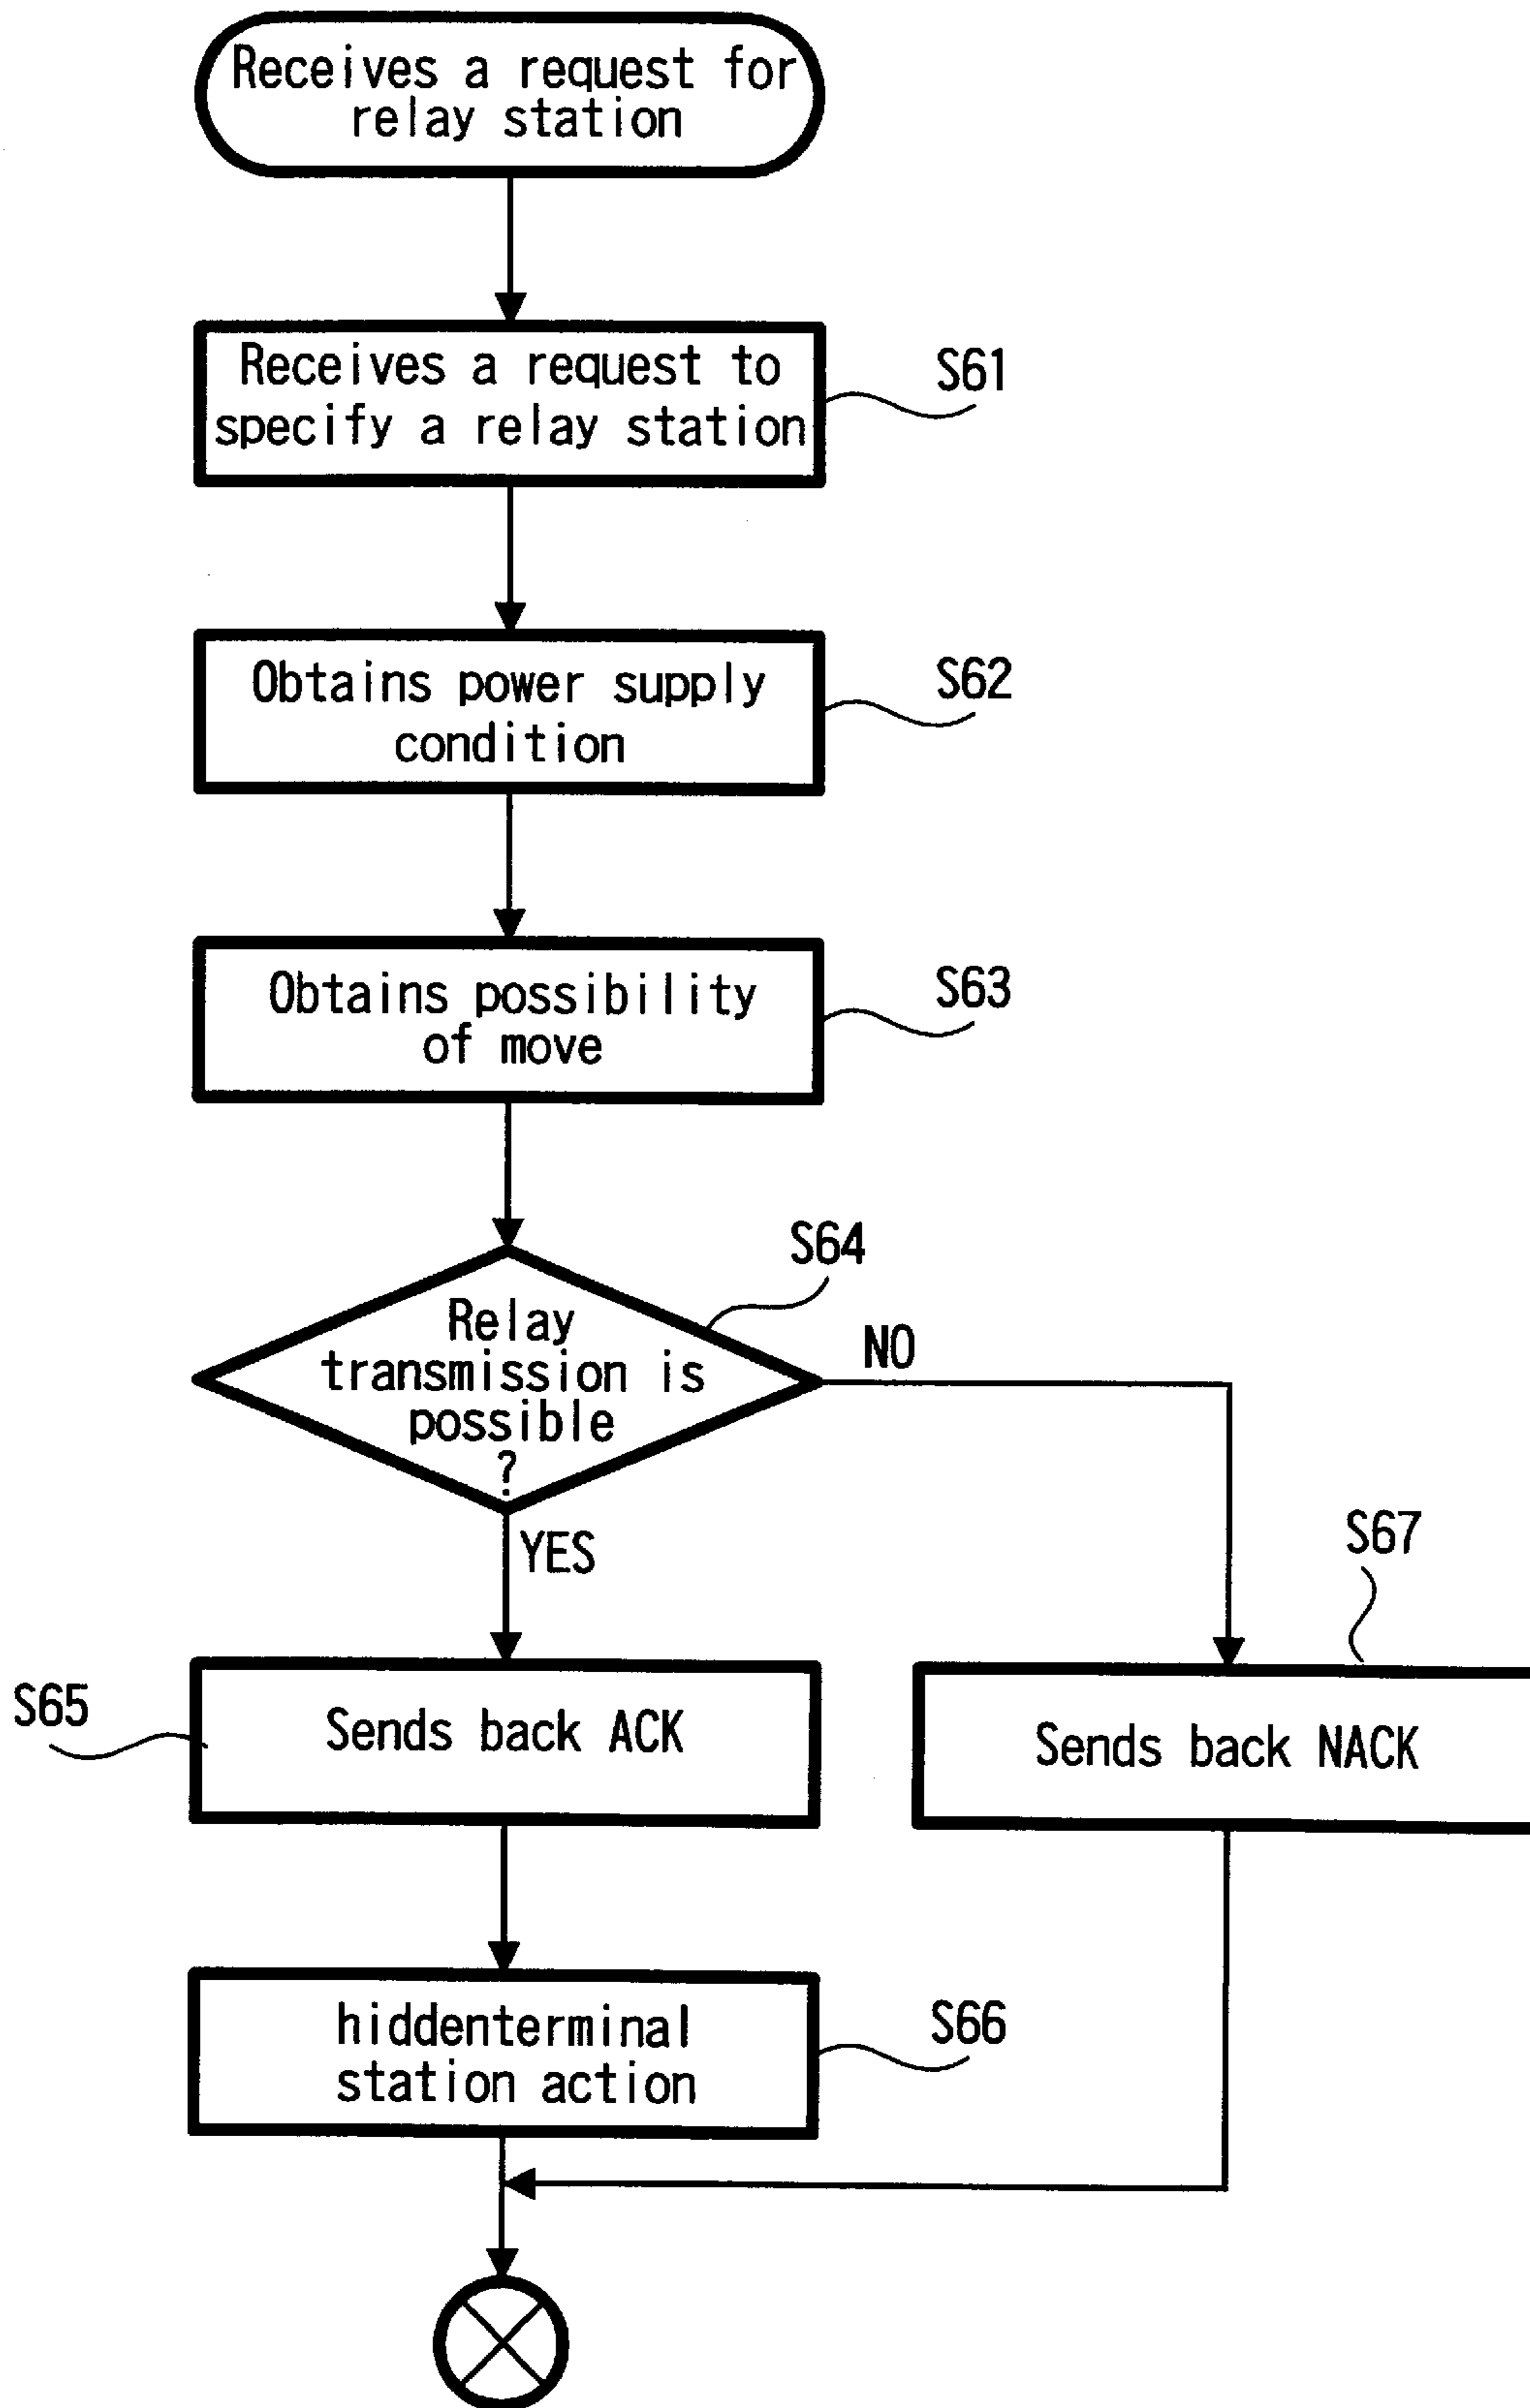 Receives a request for
relay station
Receives a request to
specify a relay station
S61
Obtains power supply
condition
S62
Obtains possibility
of move
S63
S64
Relay
transmission is
possible
?
NO
YES
S67
S65
Sends back ACK
Sends back NACK
hiddenterminal
station action
S66